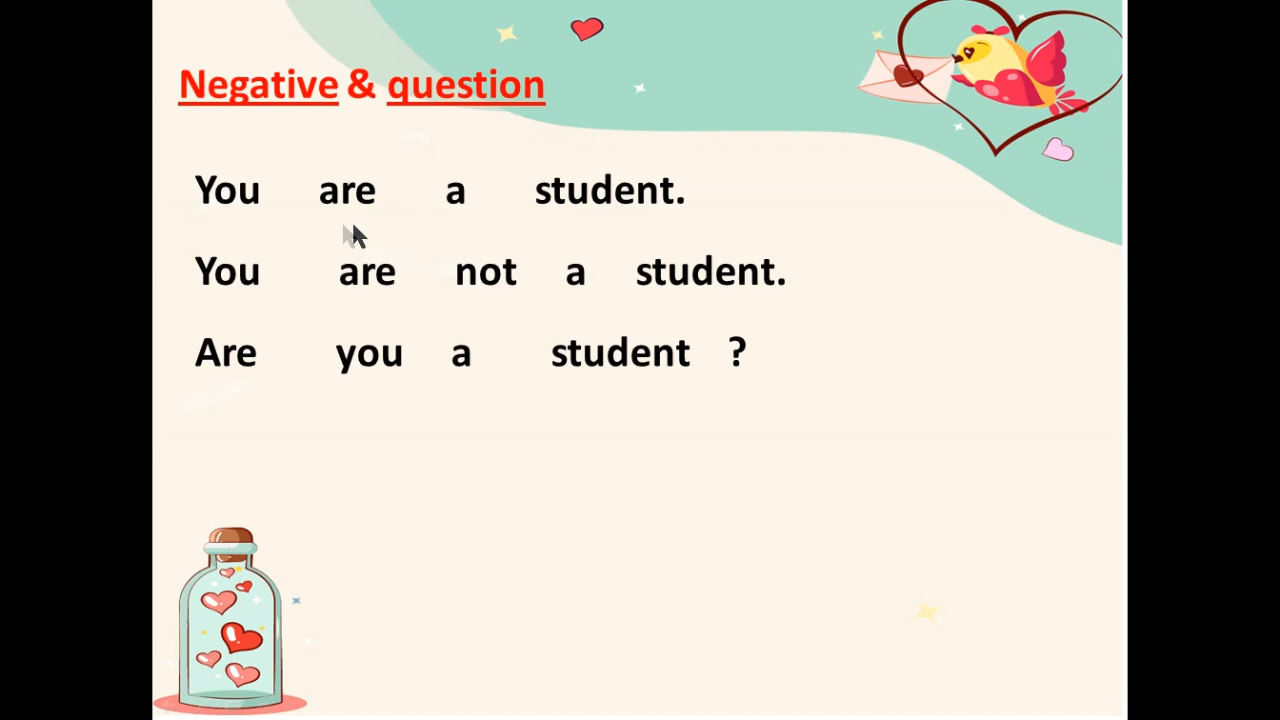 Negative & question
You are a student.
You are not a student.
Are you a student ?